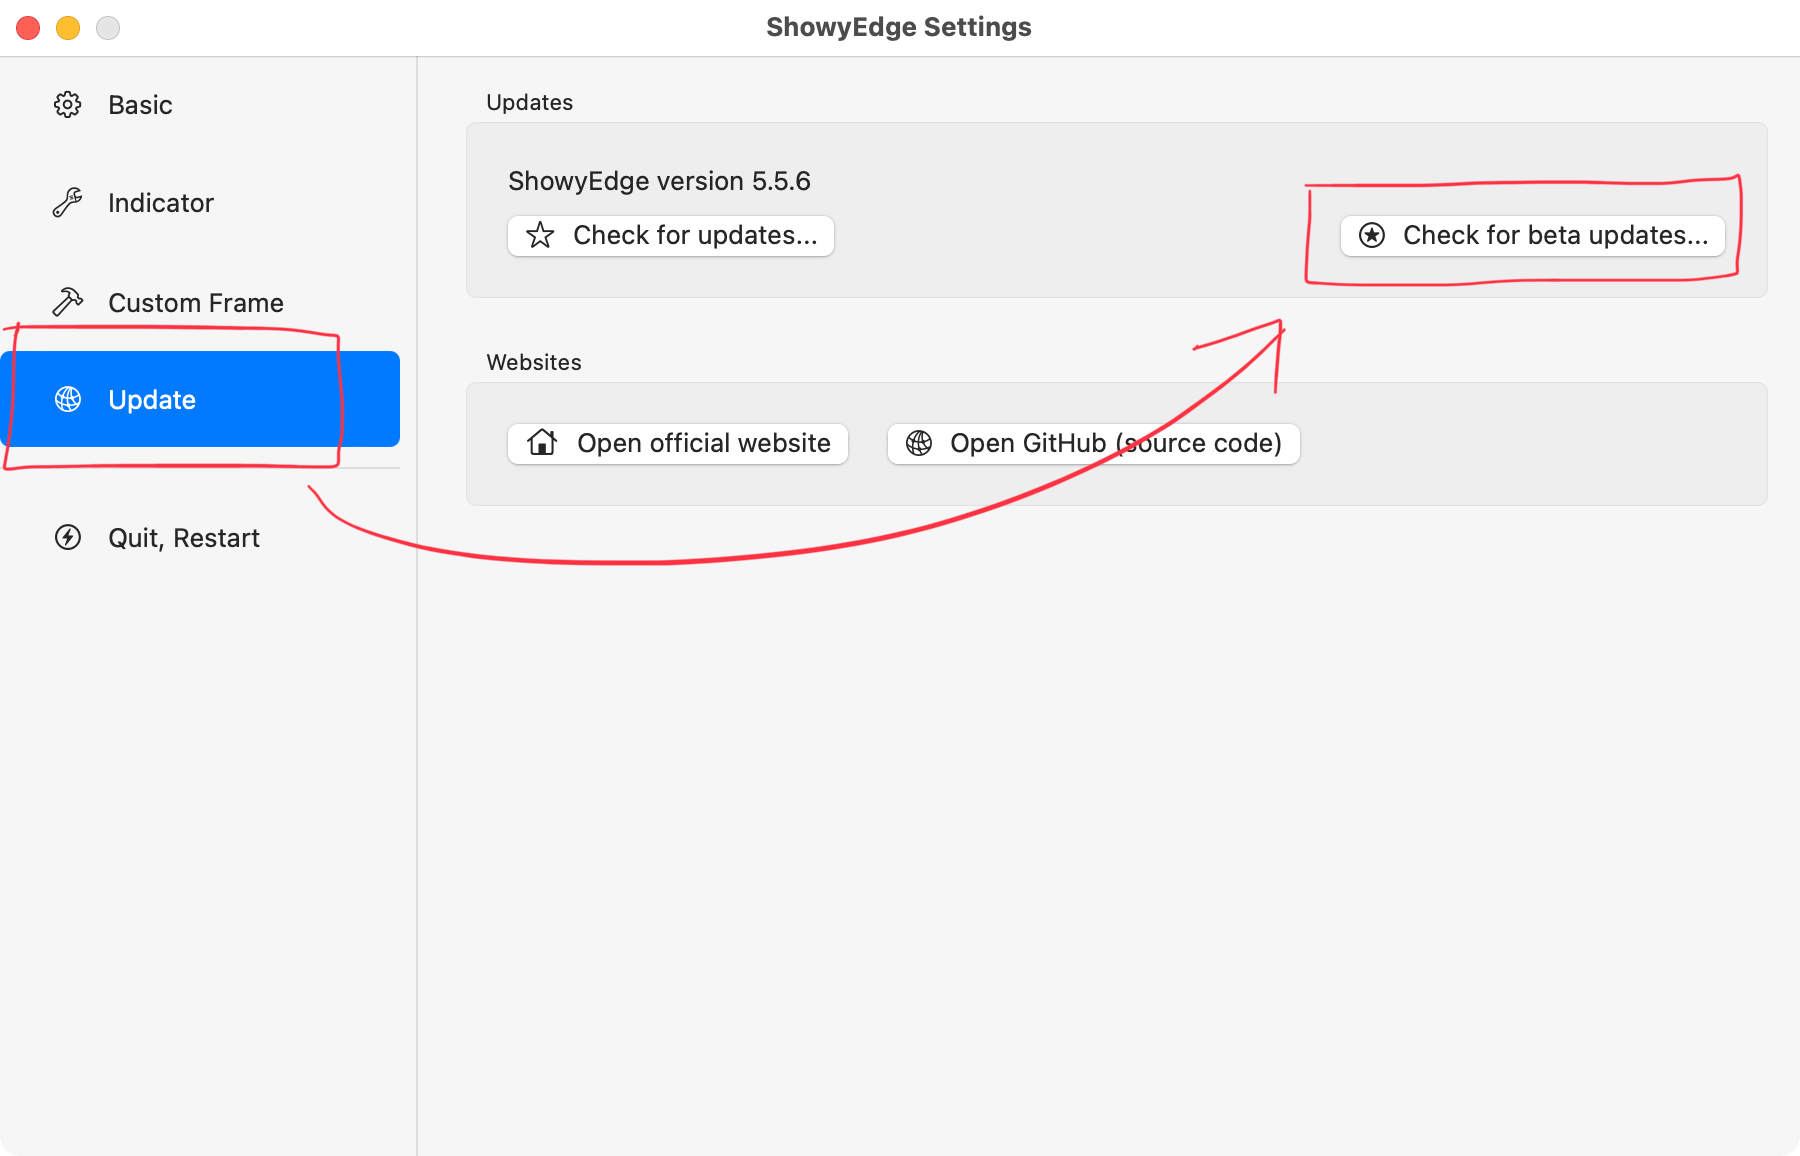 ShowyEdge Settings
Basic
Indicator
Custom Frame
Update
Quit, Restart
Updates
ShowyEdge version 5.5.6
Check for updates...
Check for beta updates...
Websites
Open official website
Open GitHub (source code)